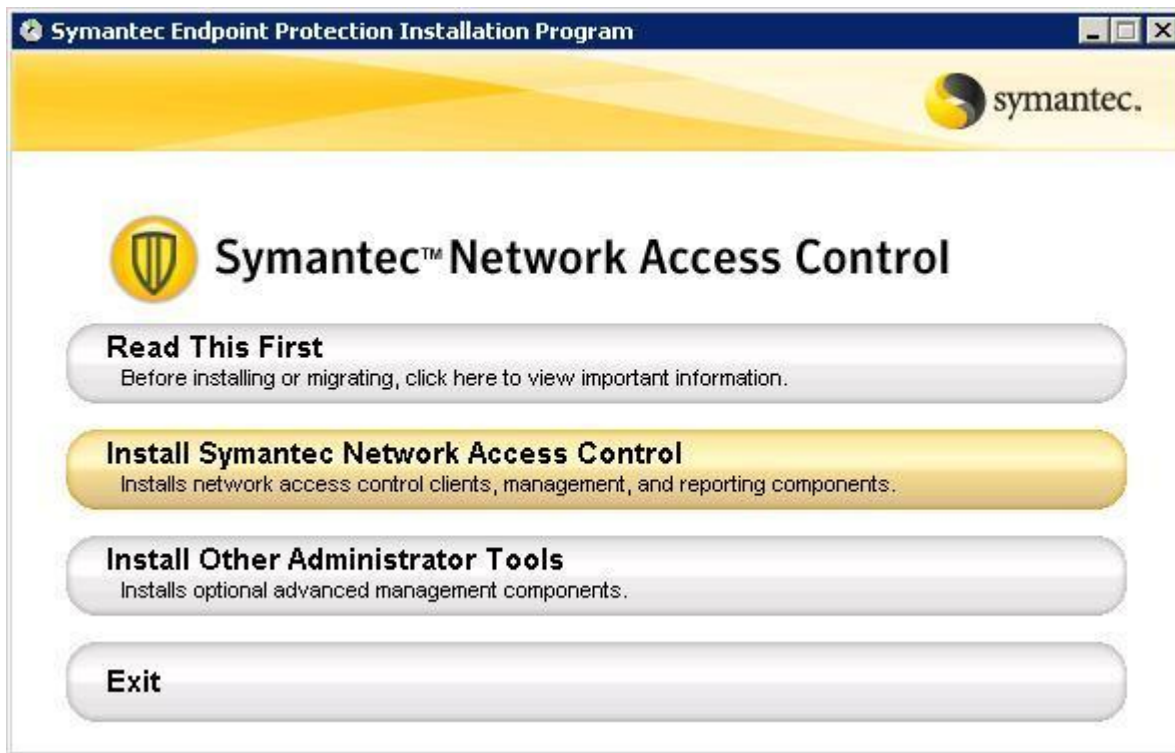 Symantec Endpoint Protection Installation Program
symantec.
Symantec™ Network Access Control
Read This First
Before installing or migrating, click here to view important information.
Install Symantec Network Access Control
Installs network access control clients, management, and reporting components.
Install Other Administrator Tools
Installs optional advanced management components.
Exit